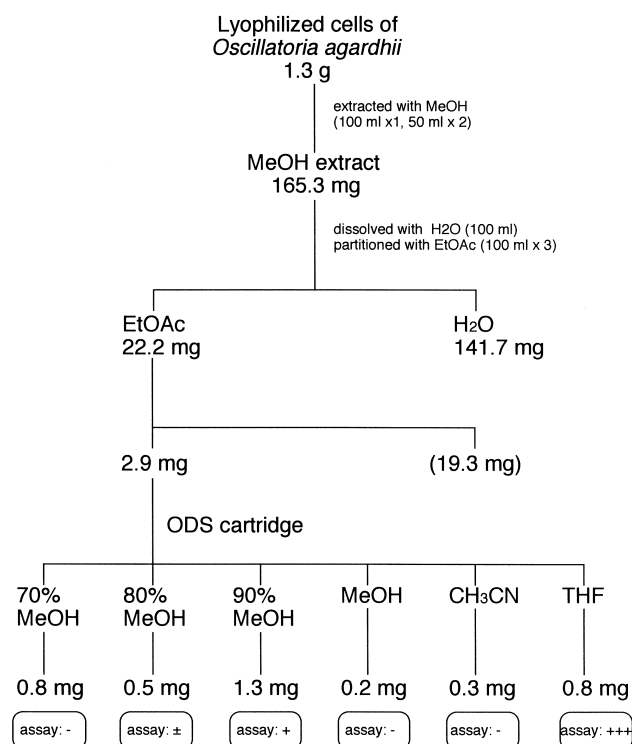 Lyophilized cells of
Oscillatoria agardhii
1.3 g
extracted with MeOH
(100 ml x1, 50 ml x 2)
MeOH extract
165.3 mg
dissolved with H2O (100 ml)
partitioned with EtOAc (100 ml x 3)
EtOAc
22.2 mg
H2O
141.7 mg
2.9 mg
(19.3 mg)
ODS cartridge
70%
MeOH
80%
MeOH
90%
MeOH
MeOH
CH3CN
THF
0.8 mg
0.5 mg
1.3 mg
0.2 mg
0.3 mg
0.8 mg
assay: -
assay: ±
assay: +
assay: -
assay: -
assay: +++